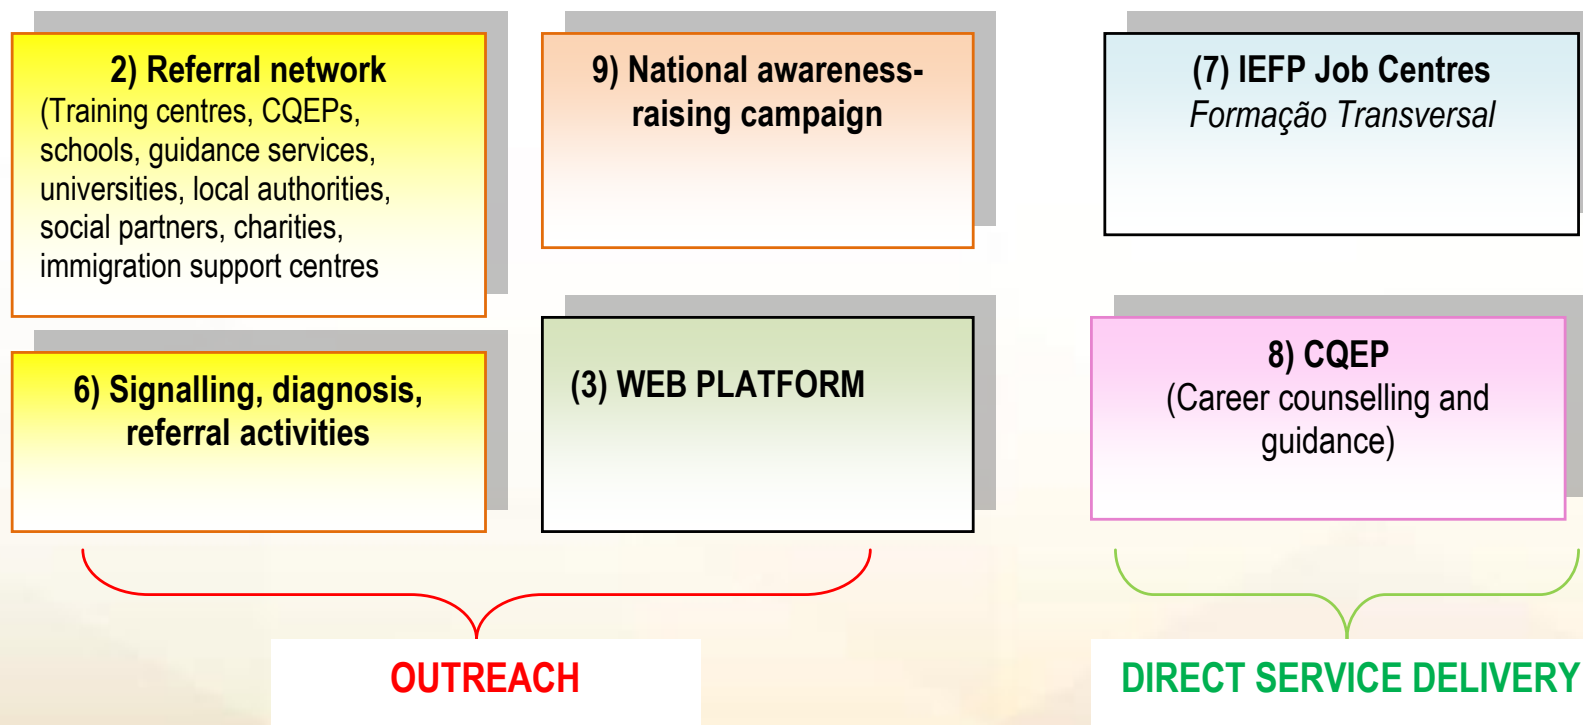 2) Referral network
(Training centres, CQEPs,
schools, guidance services,
universities, local authorities,
social partners, charities,
immigration support centres
9) National awareness-
raising campaign
(7) IEFP Job Centres
Formação Transversal
6) Signalling, diagnosis,
referral activities
(3) WEB PLATFORM
8) CQEP
(Career counselling and
guidance)
OUTREACH
DIRECT SERVICE DELIVERY